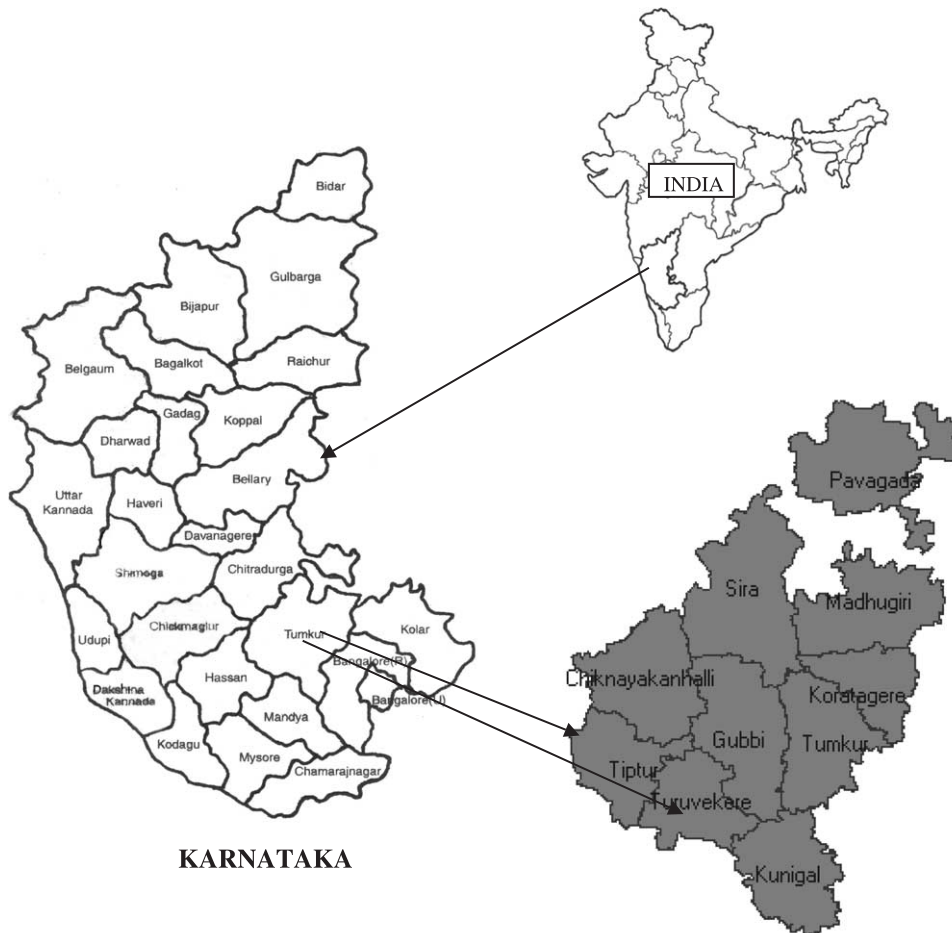 INDIA
Bidar
Gulbarga
Bijapur
Raichur
Bagalkot
Belgaum
Gadag
Koppal
Dharwad
Bellary
Uttar
Kannada
Haveri
Davanagere
Shimoga
Chitradurga
Chickmaglur
Udupi
Tumkur
Kolar
Bangalore(R)
Hassan
Dakshina
Kannada
Bangalore(U)
Mandya
Kodagu
Mysore
Chamarajnagar
KARNATAKA
Pavagada
Sira
Madhugiri
Chiknayakanhalli
Koratagere
Gubbi
Tumkur
Tiptur
Turuvekere
Kunigal